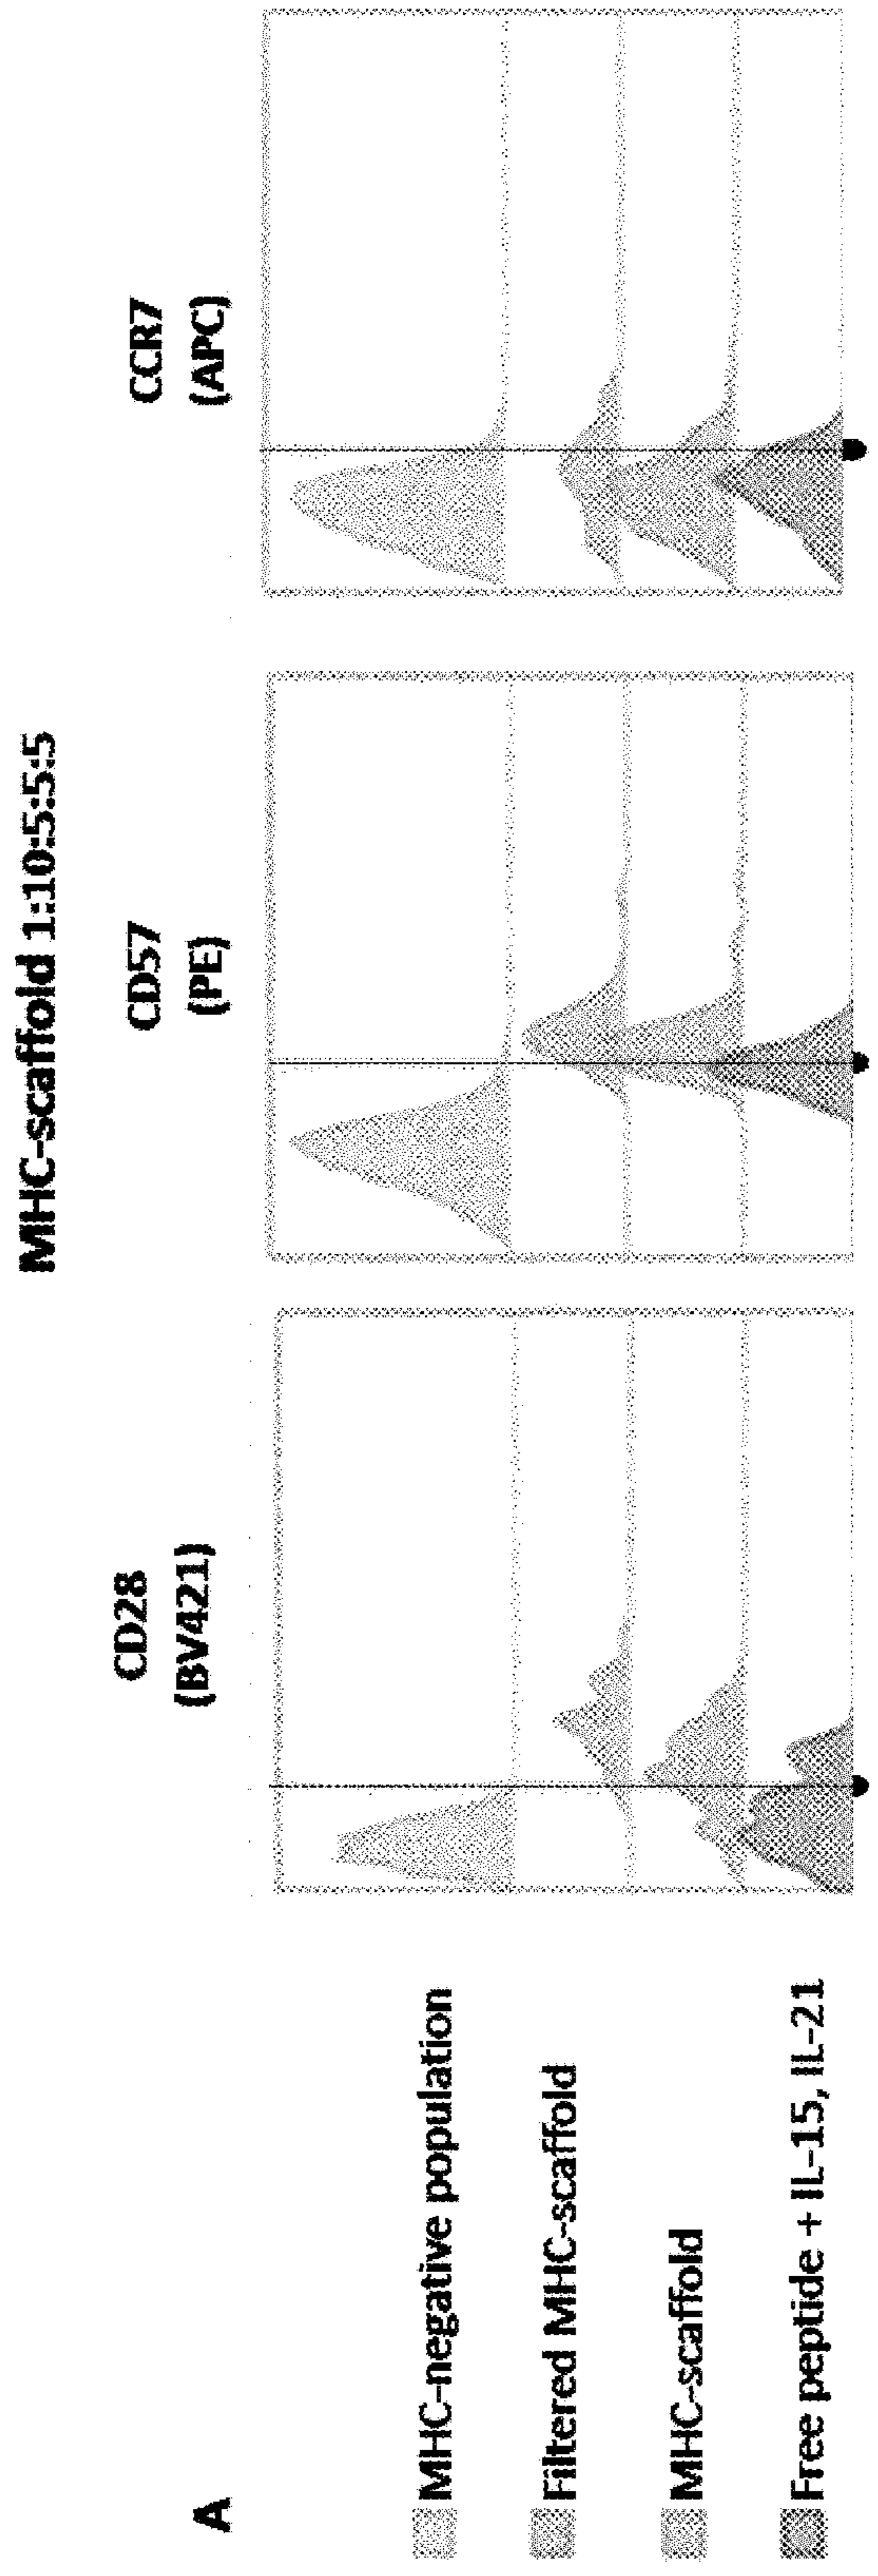 MHC-scaffold 1:10:5:5:5
A
CD28
(BV421)
CD57
(PE)
CCR7
(APC)
MHC-negative population
Filtered MHC-scaffold
MHC-scaffold
Free peptide + IL-15, IL-21